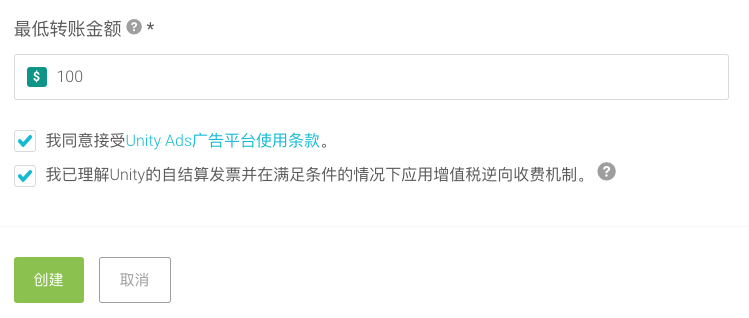 最低转账金额 ? *
$ 100
我同意接受Unity Ads广告平台使用条款。
我已理解Unity的自结算发票并在满足条件的情况下应用增值税逆向收费机制。 ?
创建 取消